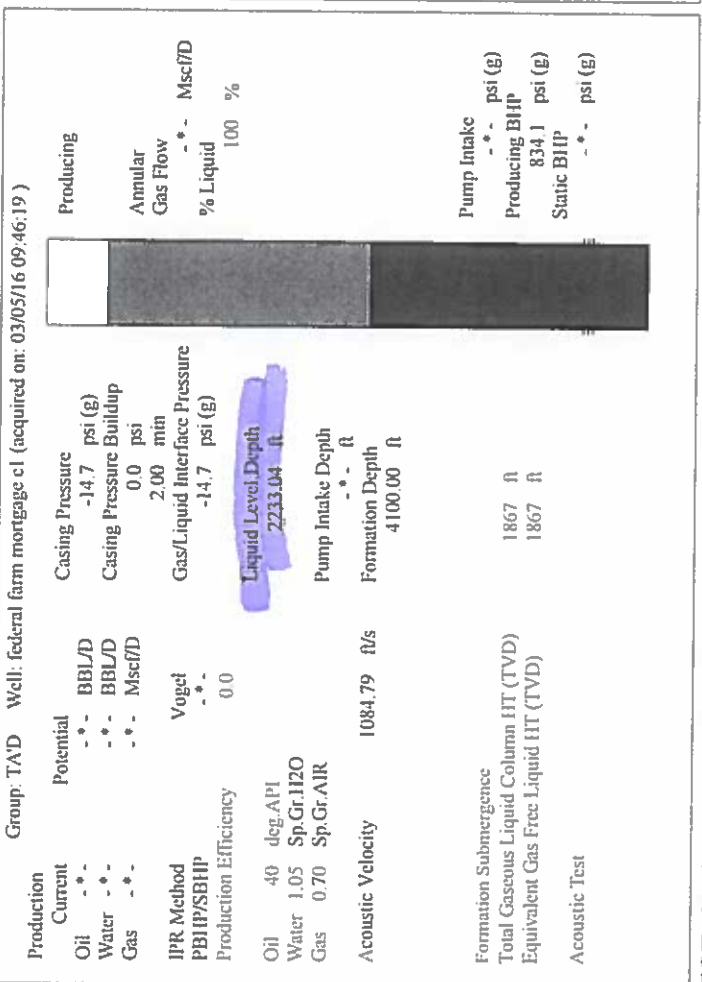 Group: TA'D Well: federal farm mortgage c1 (acquired on: 03/05/16 09:46:19 )
Production
Current Potential
Oil - * - - * - BBL/D
Water - * - - * - BBL/D
Gas - * - - * - Mscf/D
IPR Method Vogel
PBHP/SBHP - * -
Production Efficiency 0.0
Oil 40 deg.API
Water 1.05 Sp.Gr.H2O
Gas 0.70 Sp.Gr.AIR
Acoustic Velocity 1084.79 ft/s
Formation Submergence
Total Gaseous Liquid Column HT (TVD) 1867 ft
Equivalent Gas Free Liquid HT (TVD) 1867 ft
Acoustic Test
Casing Pressure
-14.7 psi (g)
Casing Pressure Buildup
0.0 psi
2.00 min
Gas/Liquid Interface Pressure
-14.7 psi (g)
Liquid Level Depth
2233.04 ft
Pump Intake Depth
- * - ft
Formation Depth
4100.00 ft
Producing
Annular
Gas Flow
- * - Mscf/D
% Liquid
100 %
Pump Intake
- * - psi (g)
Producing BHP
834.1 psi (g)
Static BHP
- * - psi (g)